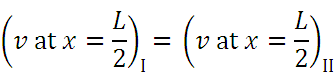 (v at x = L/2)_I = (v at x = L/2)_II